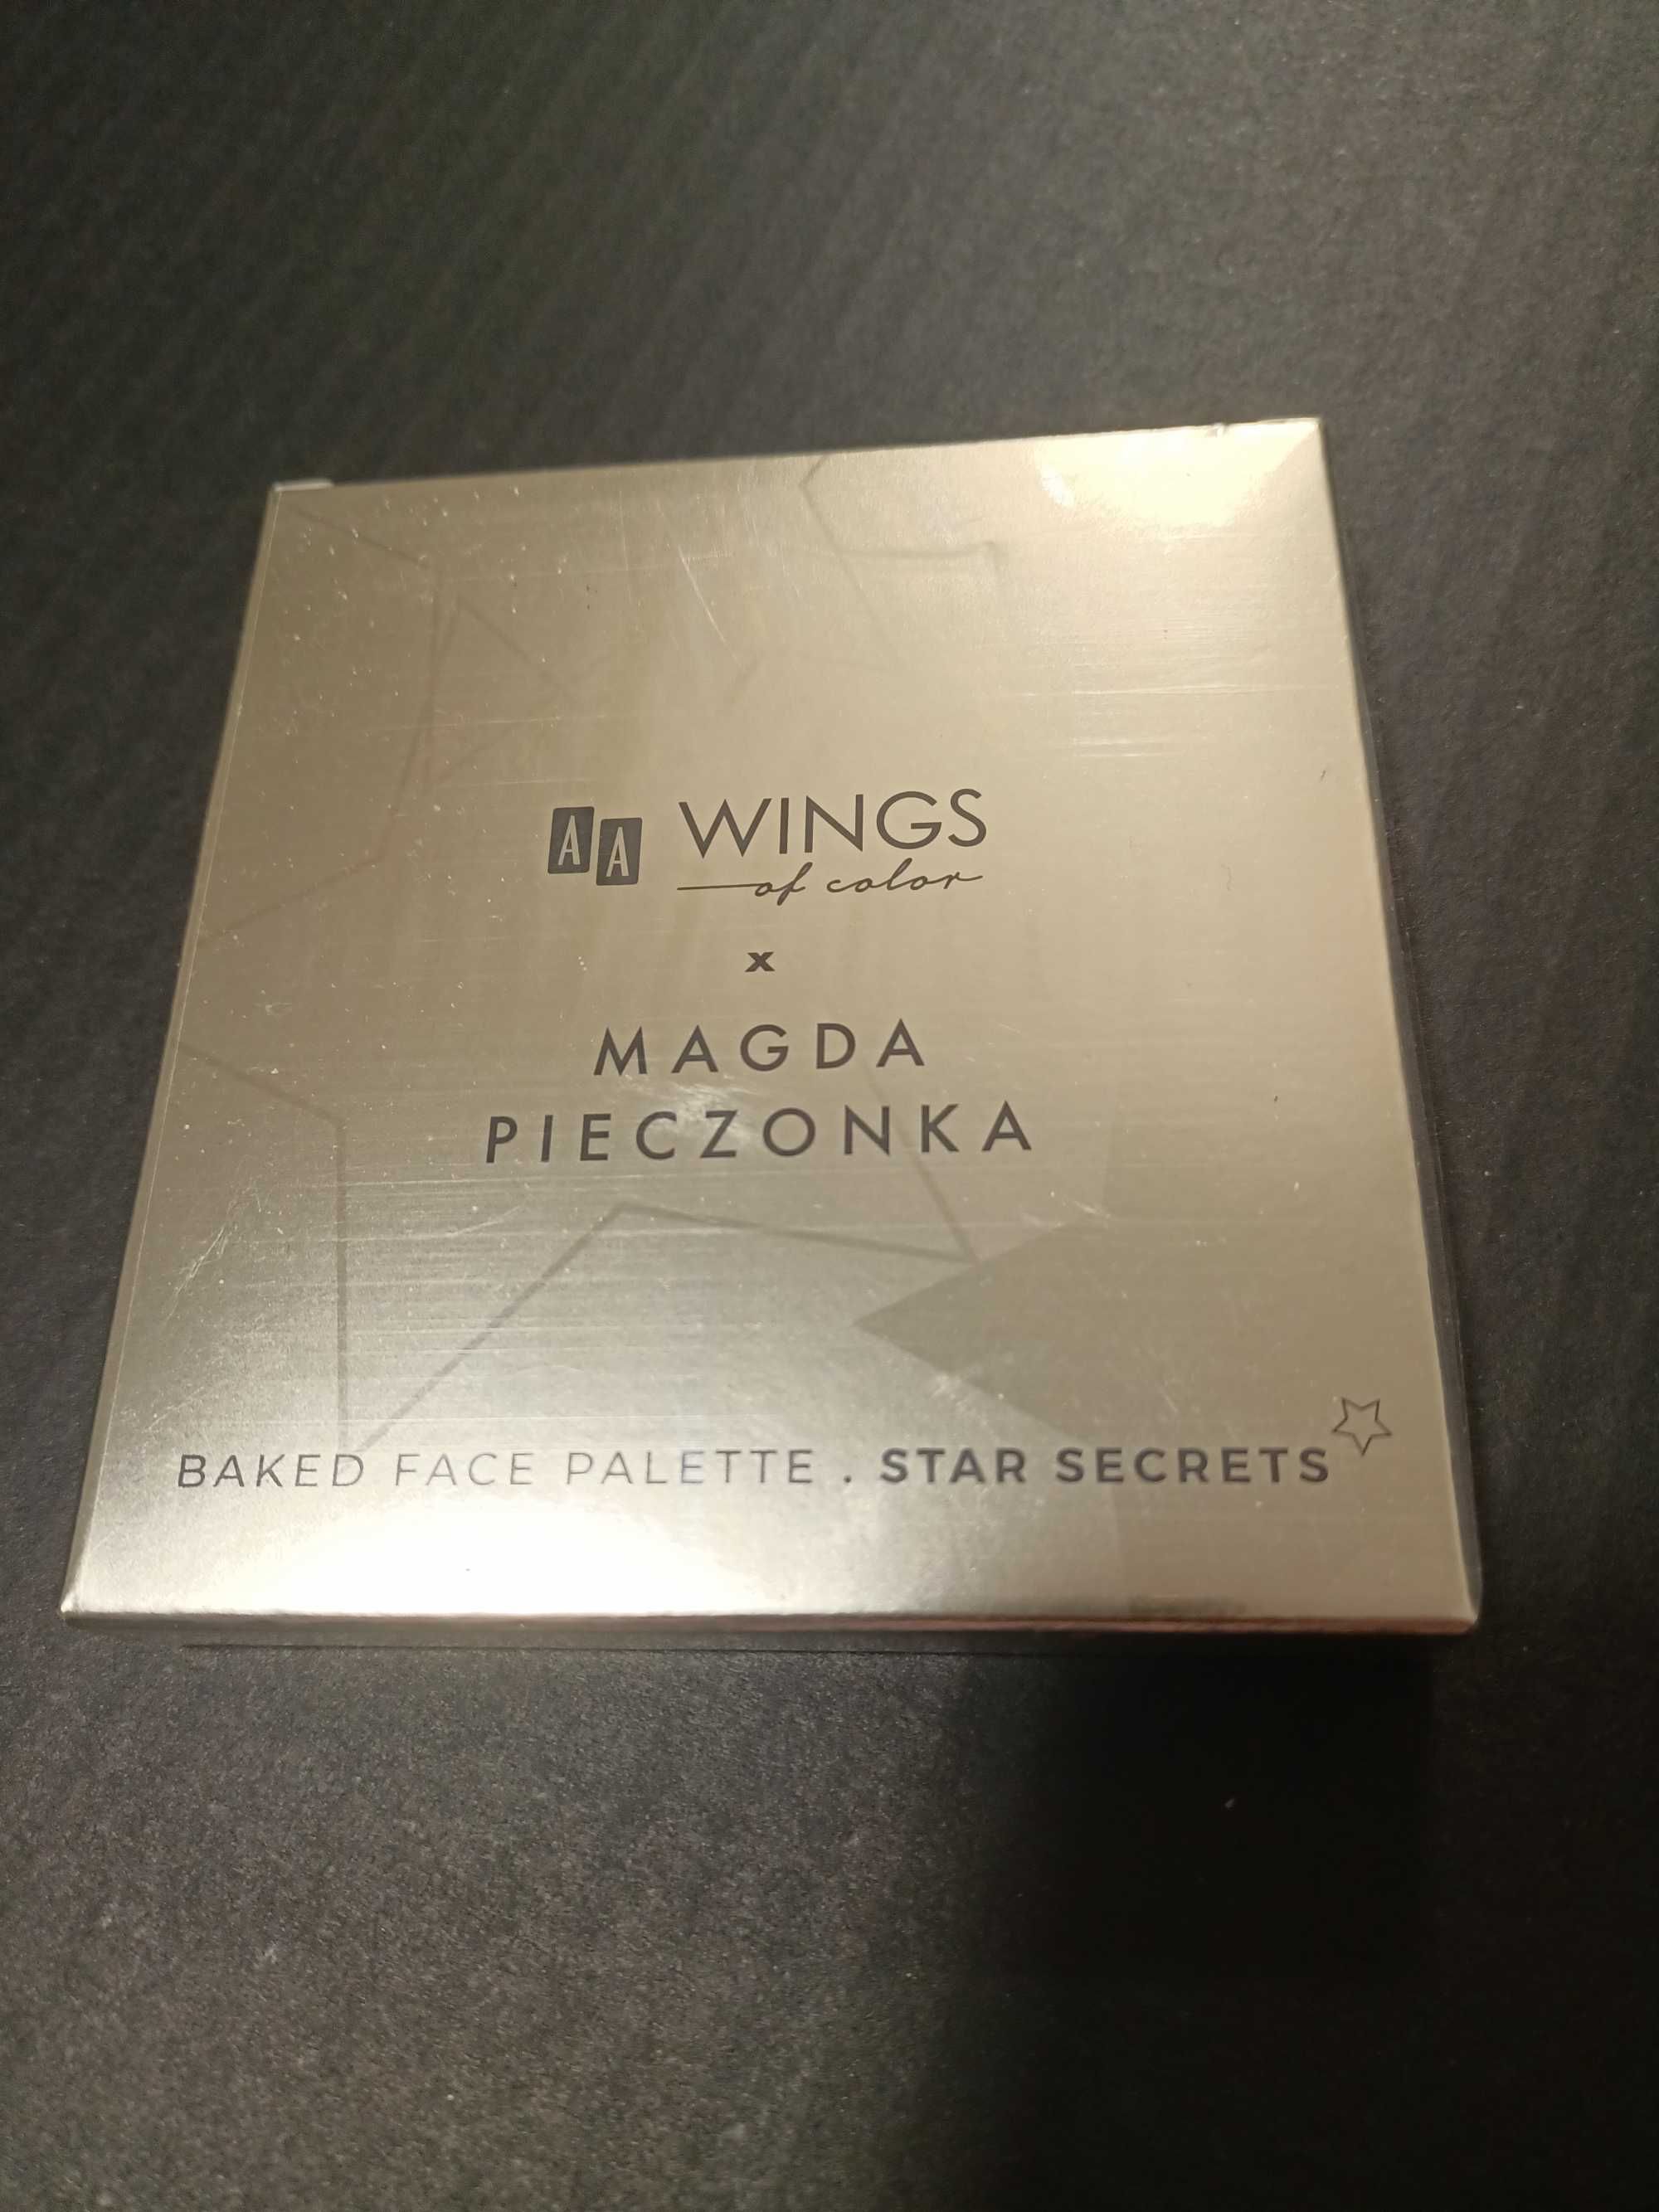 AA WINGS
of color
x
MAGDA
PIECZONKA
BAKED FACE PALETTE . STAR SECRETS